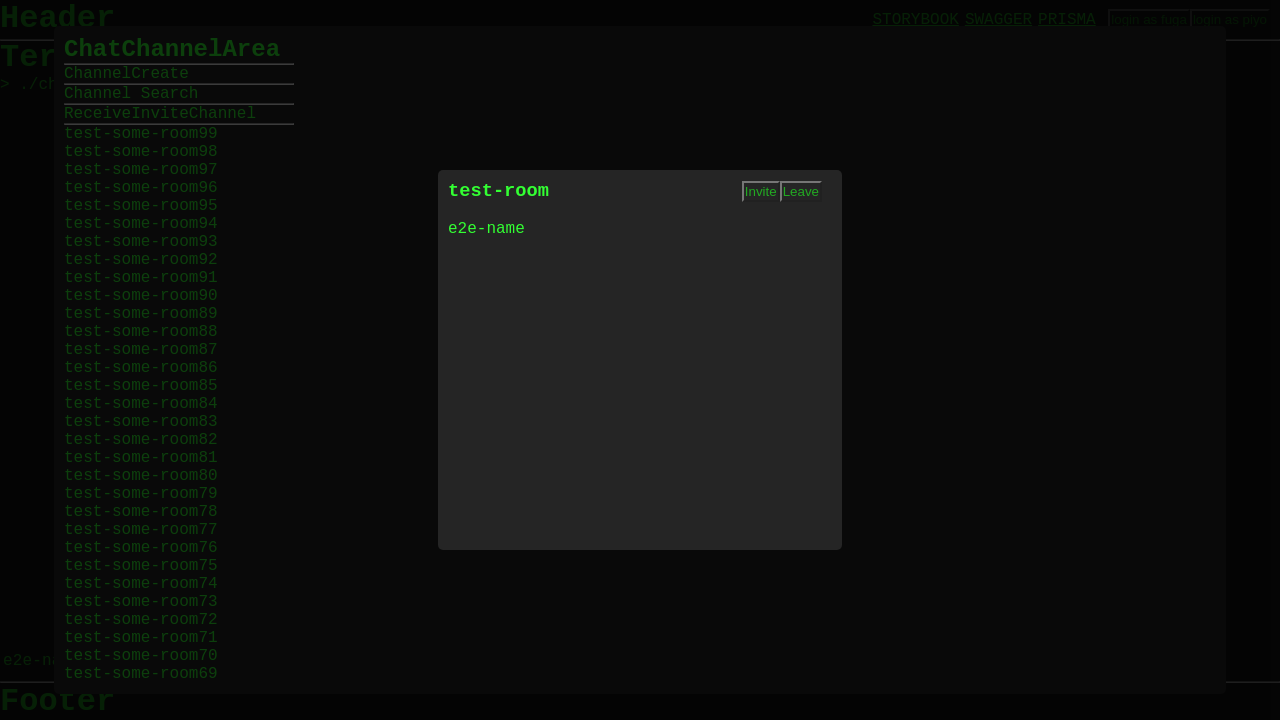 Header
STORYBOOK SWAGGER PRISMA login as fuga login as piyo
ChatChannelArea
ChannelCreate
Channel Search
ReceiveInviteChannel
test-some-room99
test-some-room98
test-some-room97
test-some-room96
test-some-room95
test-some-room94
test-some-room93
test-some-room92
test-some-room91
test-some-room90
test-some-room89
test-some-room88
test-some-room87
test-some-room86
test-some-room85
test-some-room84
test-some-room83
test-some-room82
test-some-room81
test-some-room80
test-some-room79
test-some-room78
test-some-room77
test-some-room76
test-some-room75
test-some-room74
test-some-room73
test-some-room72
test-some-room71
test-some-room70
test-some-room69
test-room Invite Leave
e2e-name
Ter
> ./ch
e2e-na
Footer